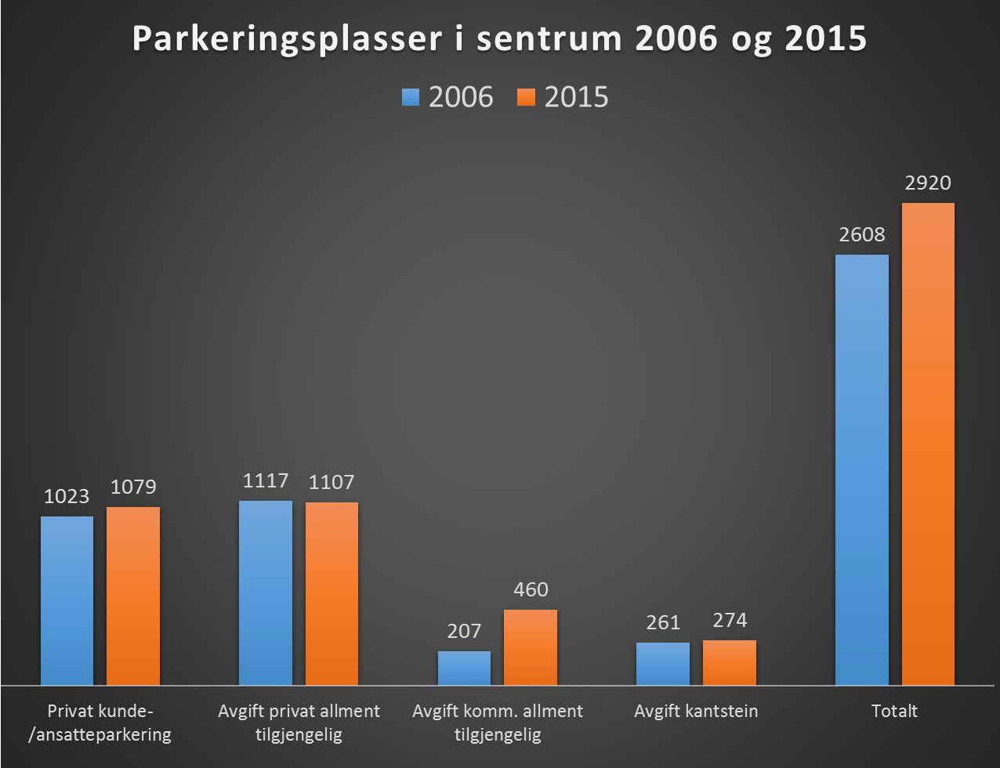 Parkeringsplasser i sentrum 2006 og 2015
2006 2015
1023
1079
1117
1107
207
460
261
274
2608
2920
Privat kunde-
/ansatteparkering
Avgift privat allment
tilgjengelig
Avgift komm. allment
tilgjengelig
Avgift kantstein
Totalt